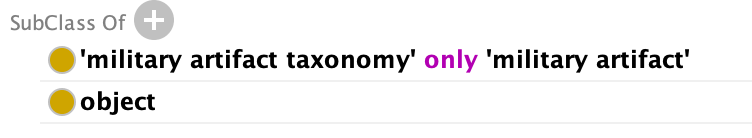 SubClass Of +
'military artifact taxonomy' only 'military artifact'
object